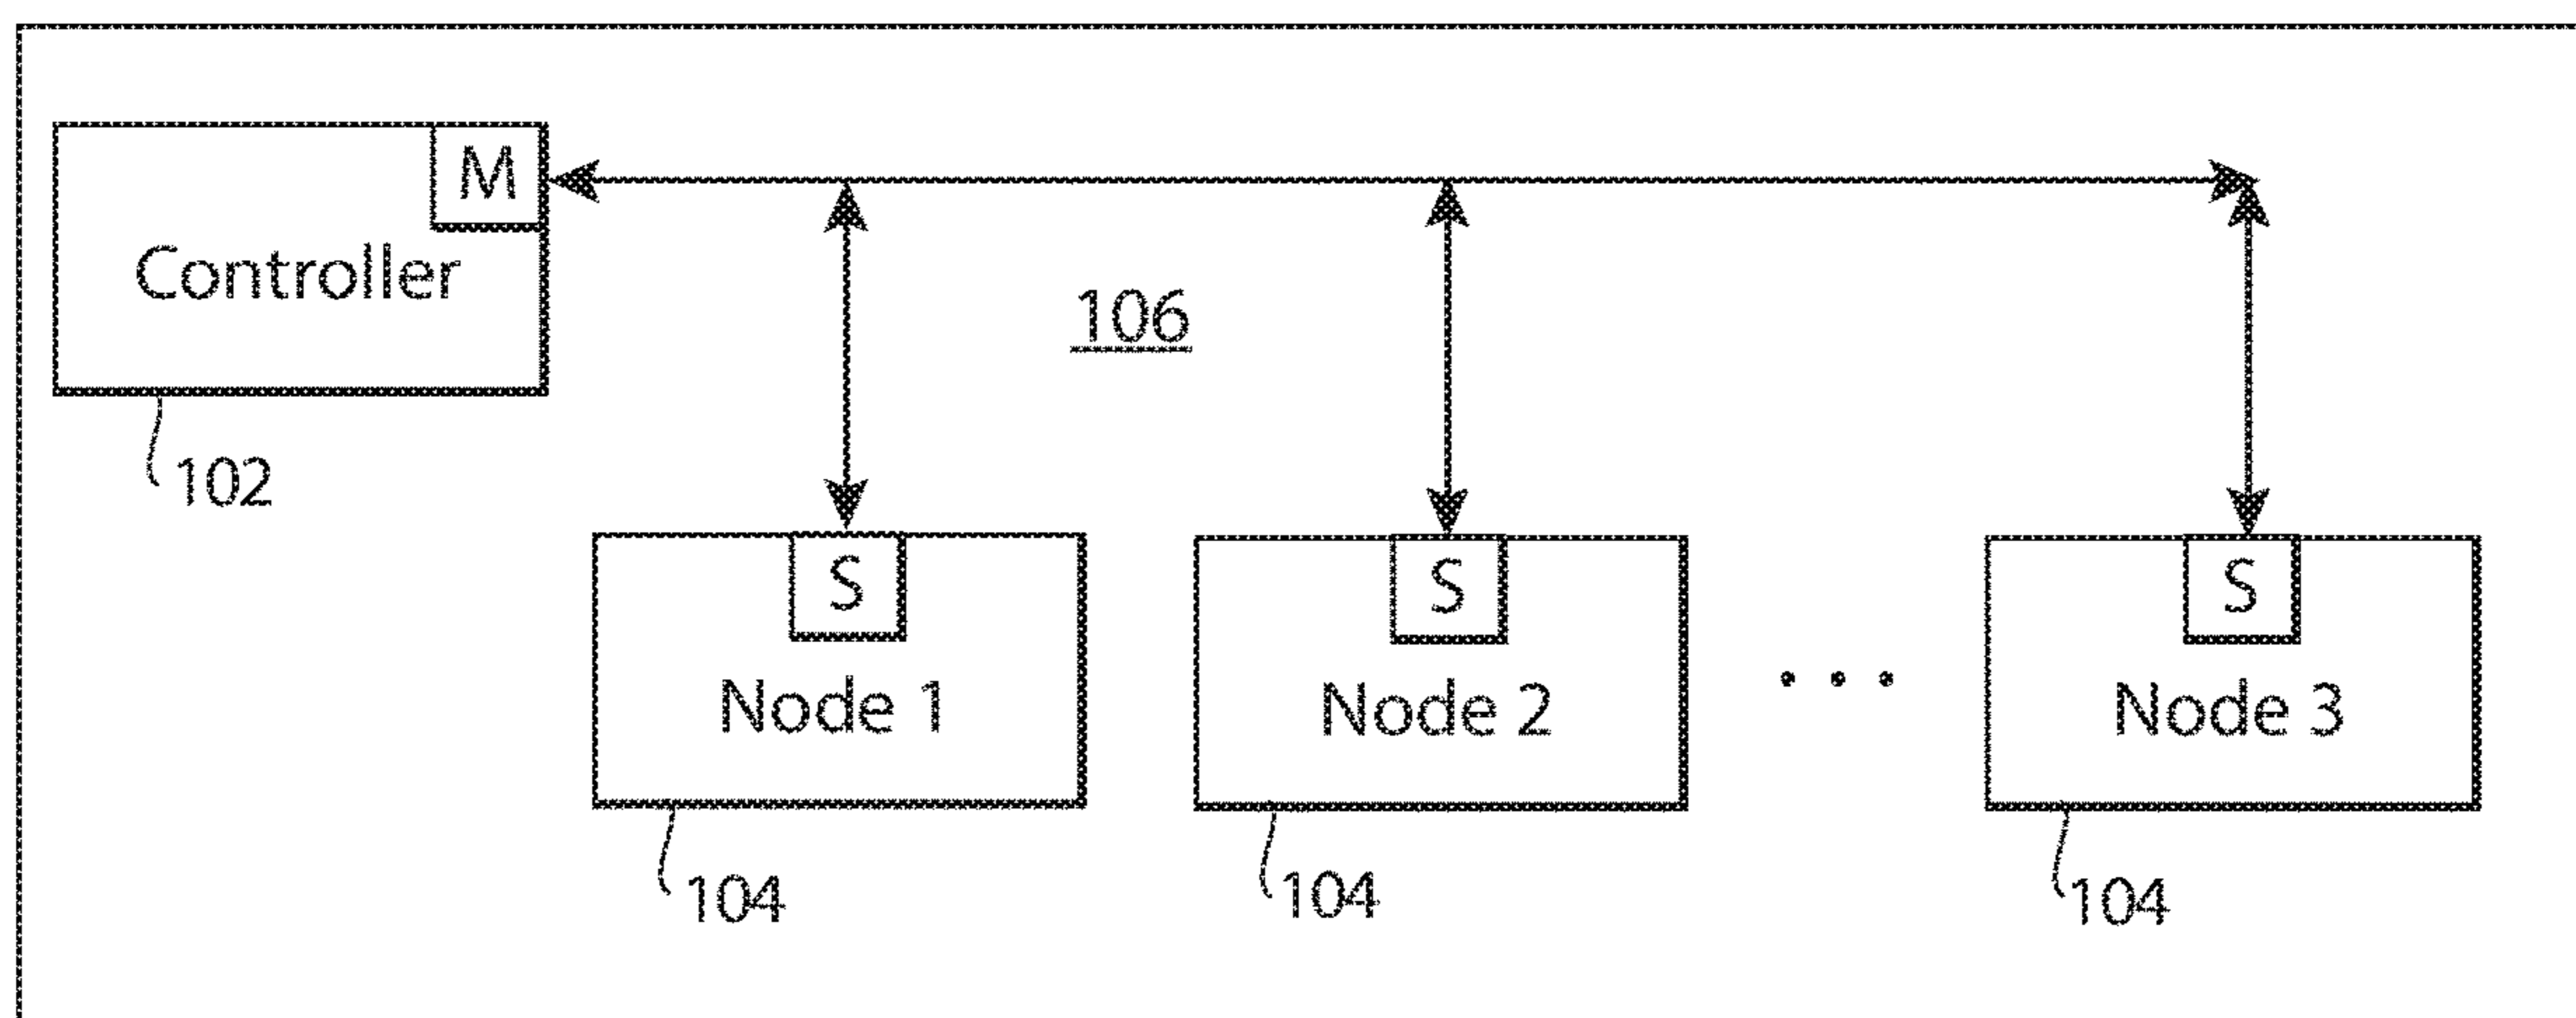 M
Controller
106
102
S
S
S
Node 1
Node 2
. . .
Node 3
104
104
104